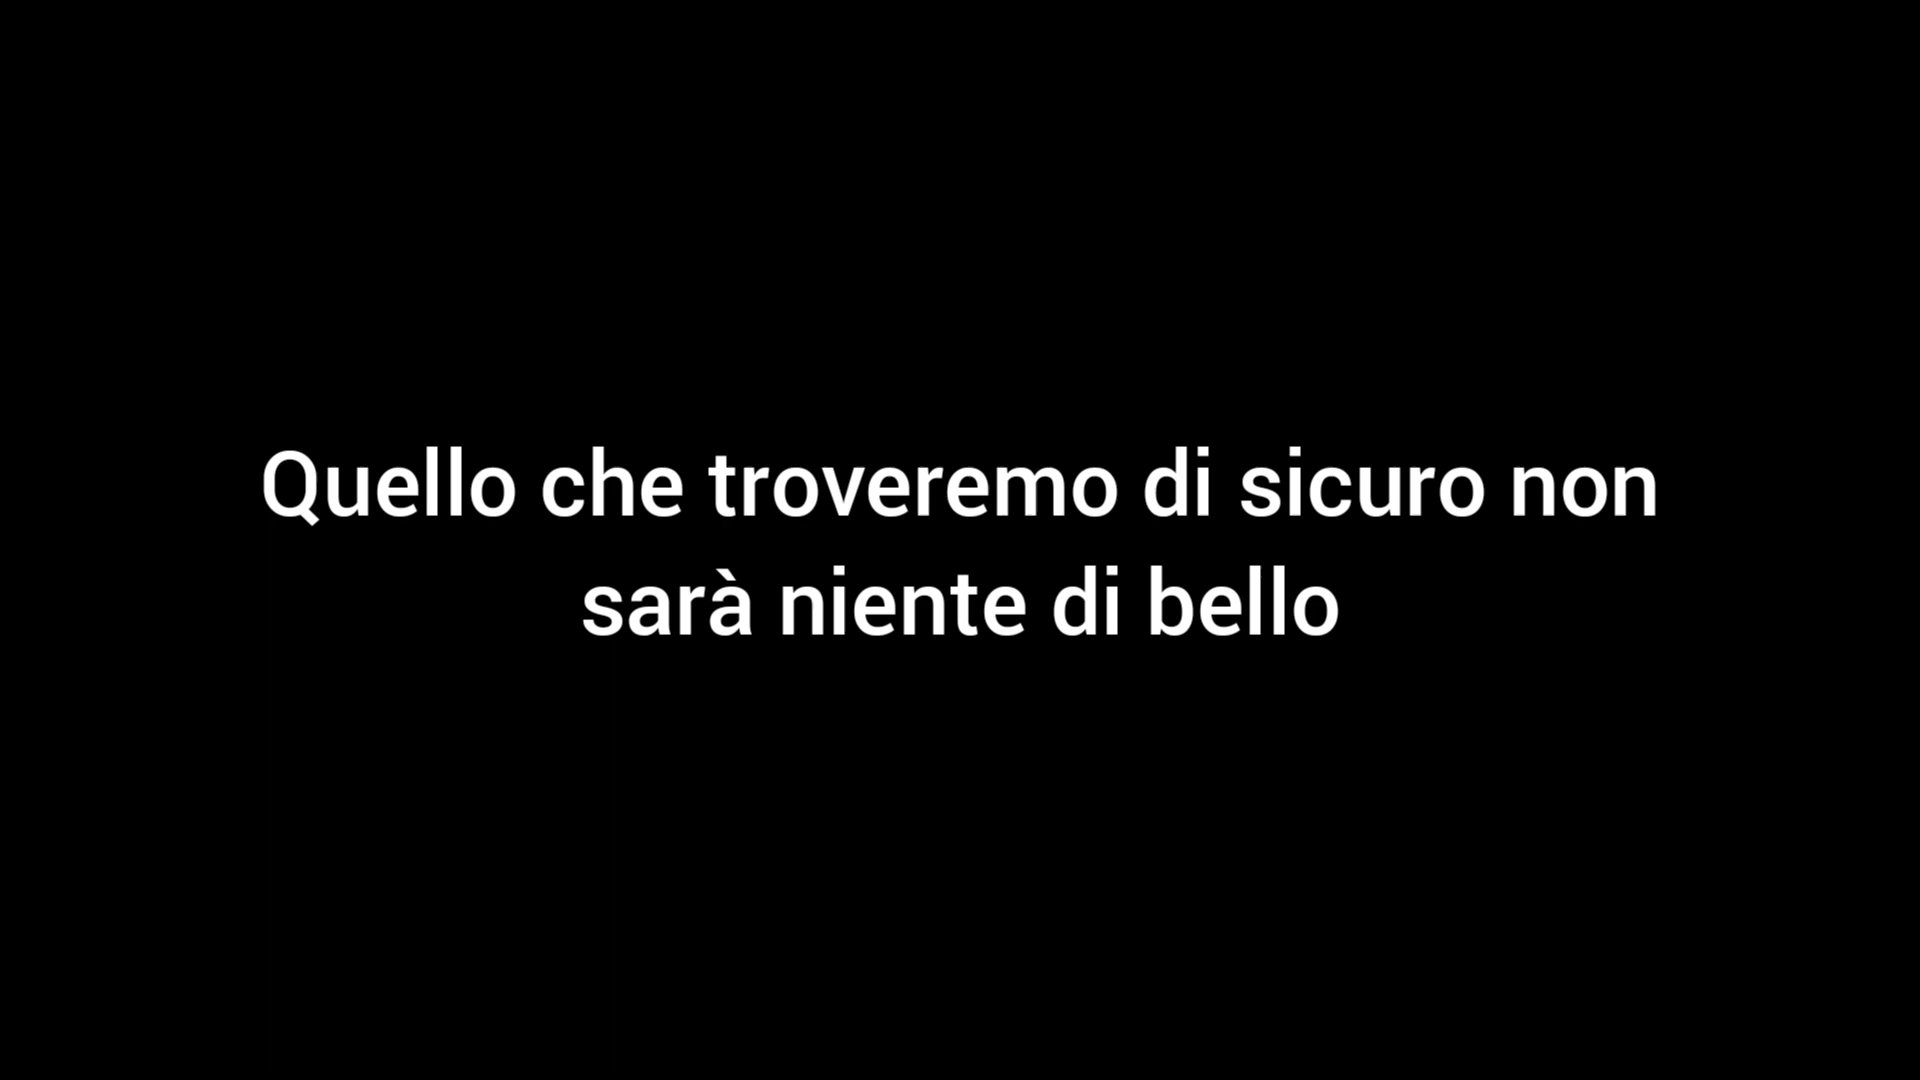 Quello che troveremo di sicuro non
sarà niente di bello